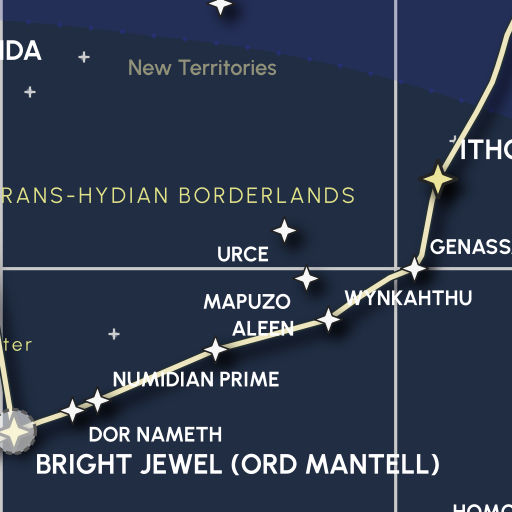 IDA
New Territories
ITHO
RANS-HYDIAN BORDERLANDS
URCE
GENASS
MAPUZO
WYNKAHTHU
ALEEN
ter
NUMIDIAN PRIME
DOR NAMETH
BRIGHT JEWEL (ORD MANTELL)
HOMO